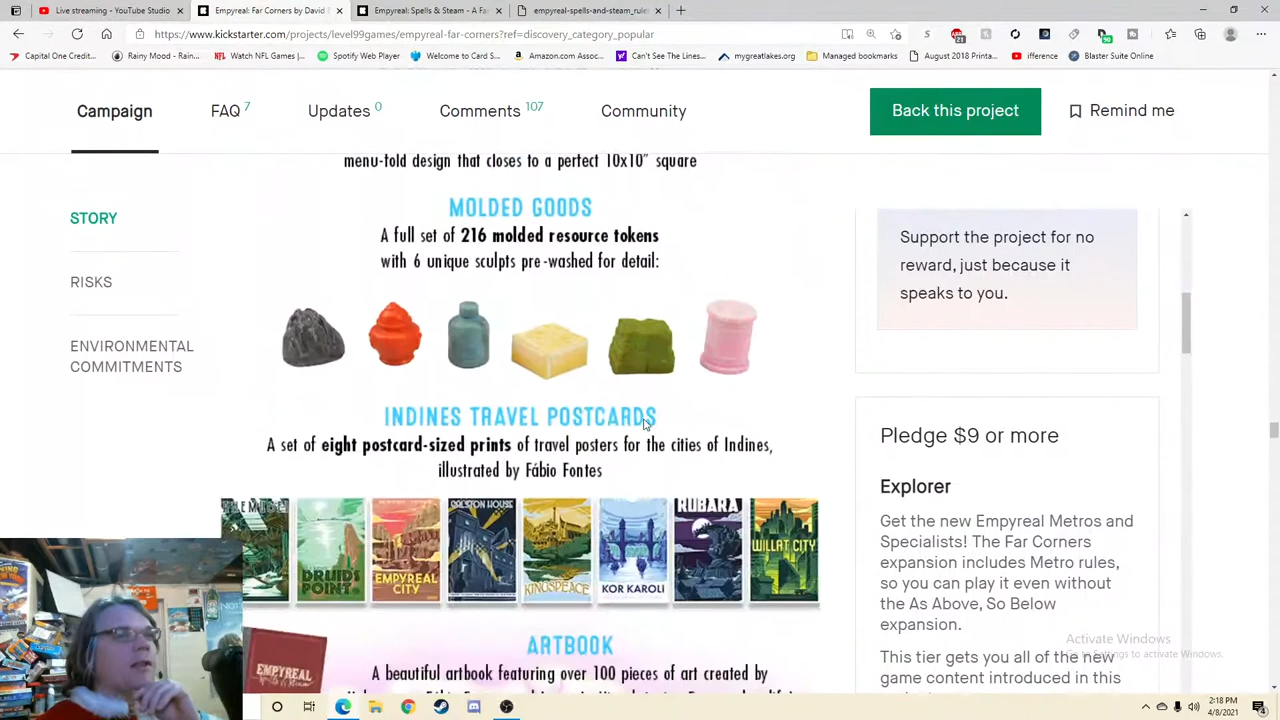 Live streaming - YouTube Studio
Empyreal: Far Corners by David B
Empyreal: Spells & Steam - A Fa
empyreal-spells-and-steam_rule
https://www.kickstarter.com/projects/level99games/empyreal-far-corners?ref=discovery_category_popular
Capital One Credit...
Rainy Mood - Rain...
Watch NFL Games |...
Spotify Web Player
Welcome to Card S...
Amazon.com Assoc...
Can't See The Lines...
mygreatlakes.org
Managed bookmarks
August 2018 Printa...
ifference
Blaster Suite Online
Campaign
FAQ 7
Updates 0
Comments 107
Community
Back this project
Remind me
menu-fold design that closes to a perfect 10x10" square
STORY
RISKS
ENVIRONMENTAL
COMMITMENTS
MOLDED GOODS
A full set of 216 molded resource tokens
with 6 unique sculpts pre-washed for detail:
INDINES TRAVEL POSTCARDS
A set of eight postcard-sized prints of travel posters for the cities of Indines,
illustrated by Fábio Fontes
DRUID'S
POINT
EMPYREAL
CITY
RALSTON HOUSE
KINGSPEACE
KOR KAROLI
RUBARA
WILLAT CITY
ARTBOOK
EMPYREAL
A beautiful artbook featuring over 100 pieces of art created by
Support the project for no
reward, just because it
speaks to you.
Pledge $9 or more
Explorer
Get the new Empyreal Metros and
Specialists! The Far Corners
expansion includes Metro rules,
so you can play it even without
the As Above, So Below
expansion.
This tier gets you all of the new
game content introduced in this
Activate Windows
Go to Settings to activate Windows.
2:18 PM
4/8/2021